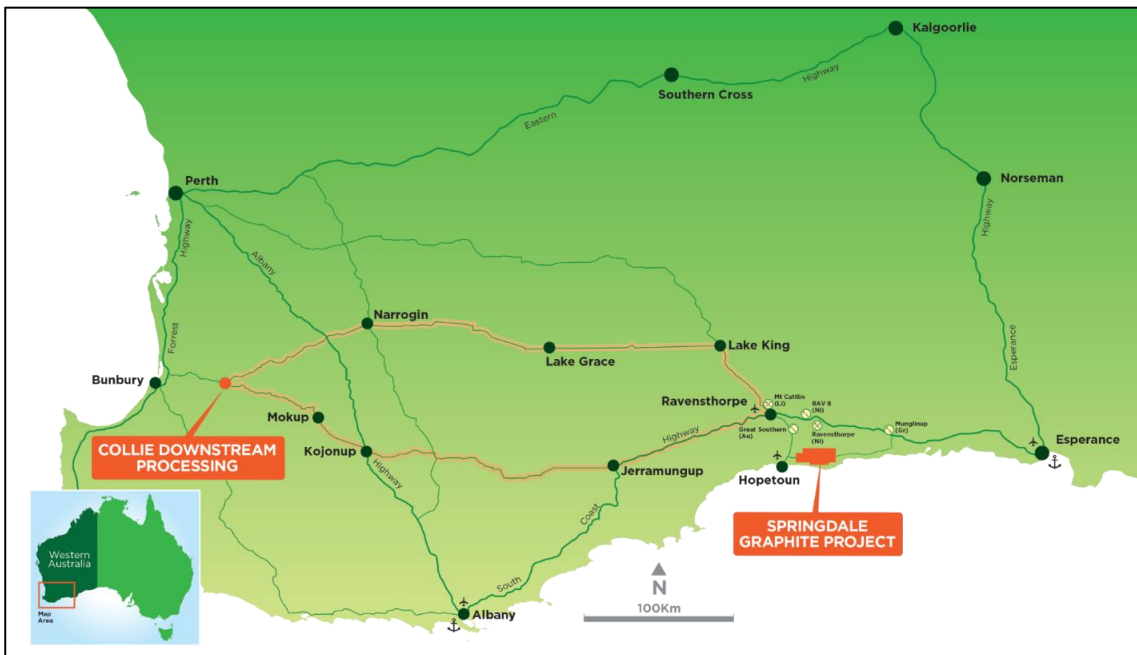 Kalgoorlie
Highway
Southern Cross
Eastern
Perth
Norseman
Highway
Albany
Highway
Narrogin
Forrest
Lake King
Lake Grace
Esperance
Bunbury
Mt Cattlin
(Li)
Ravensthorpe
RAV 8
(Ni)
Mokup
Great Southern
(Au)
Ravensthorpe
(Ni)
Munglinup
(Gr)
COLLIE DOWNSTREAM
PROCESSING
Highway
Esperance
Kojonup
Highway
Jerramungup
Hopetoun
Coast
SPRINGDALE
GRAPHITE PROJECT
Western
Australia
South
N
100Km
Map
Area
Albany